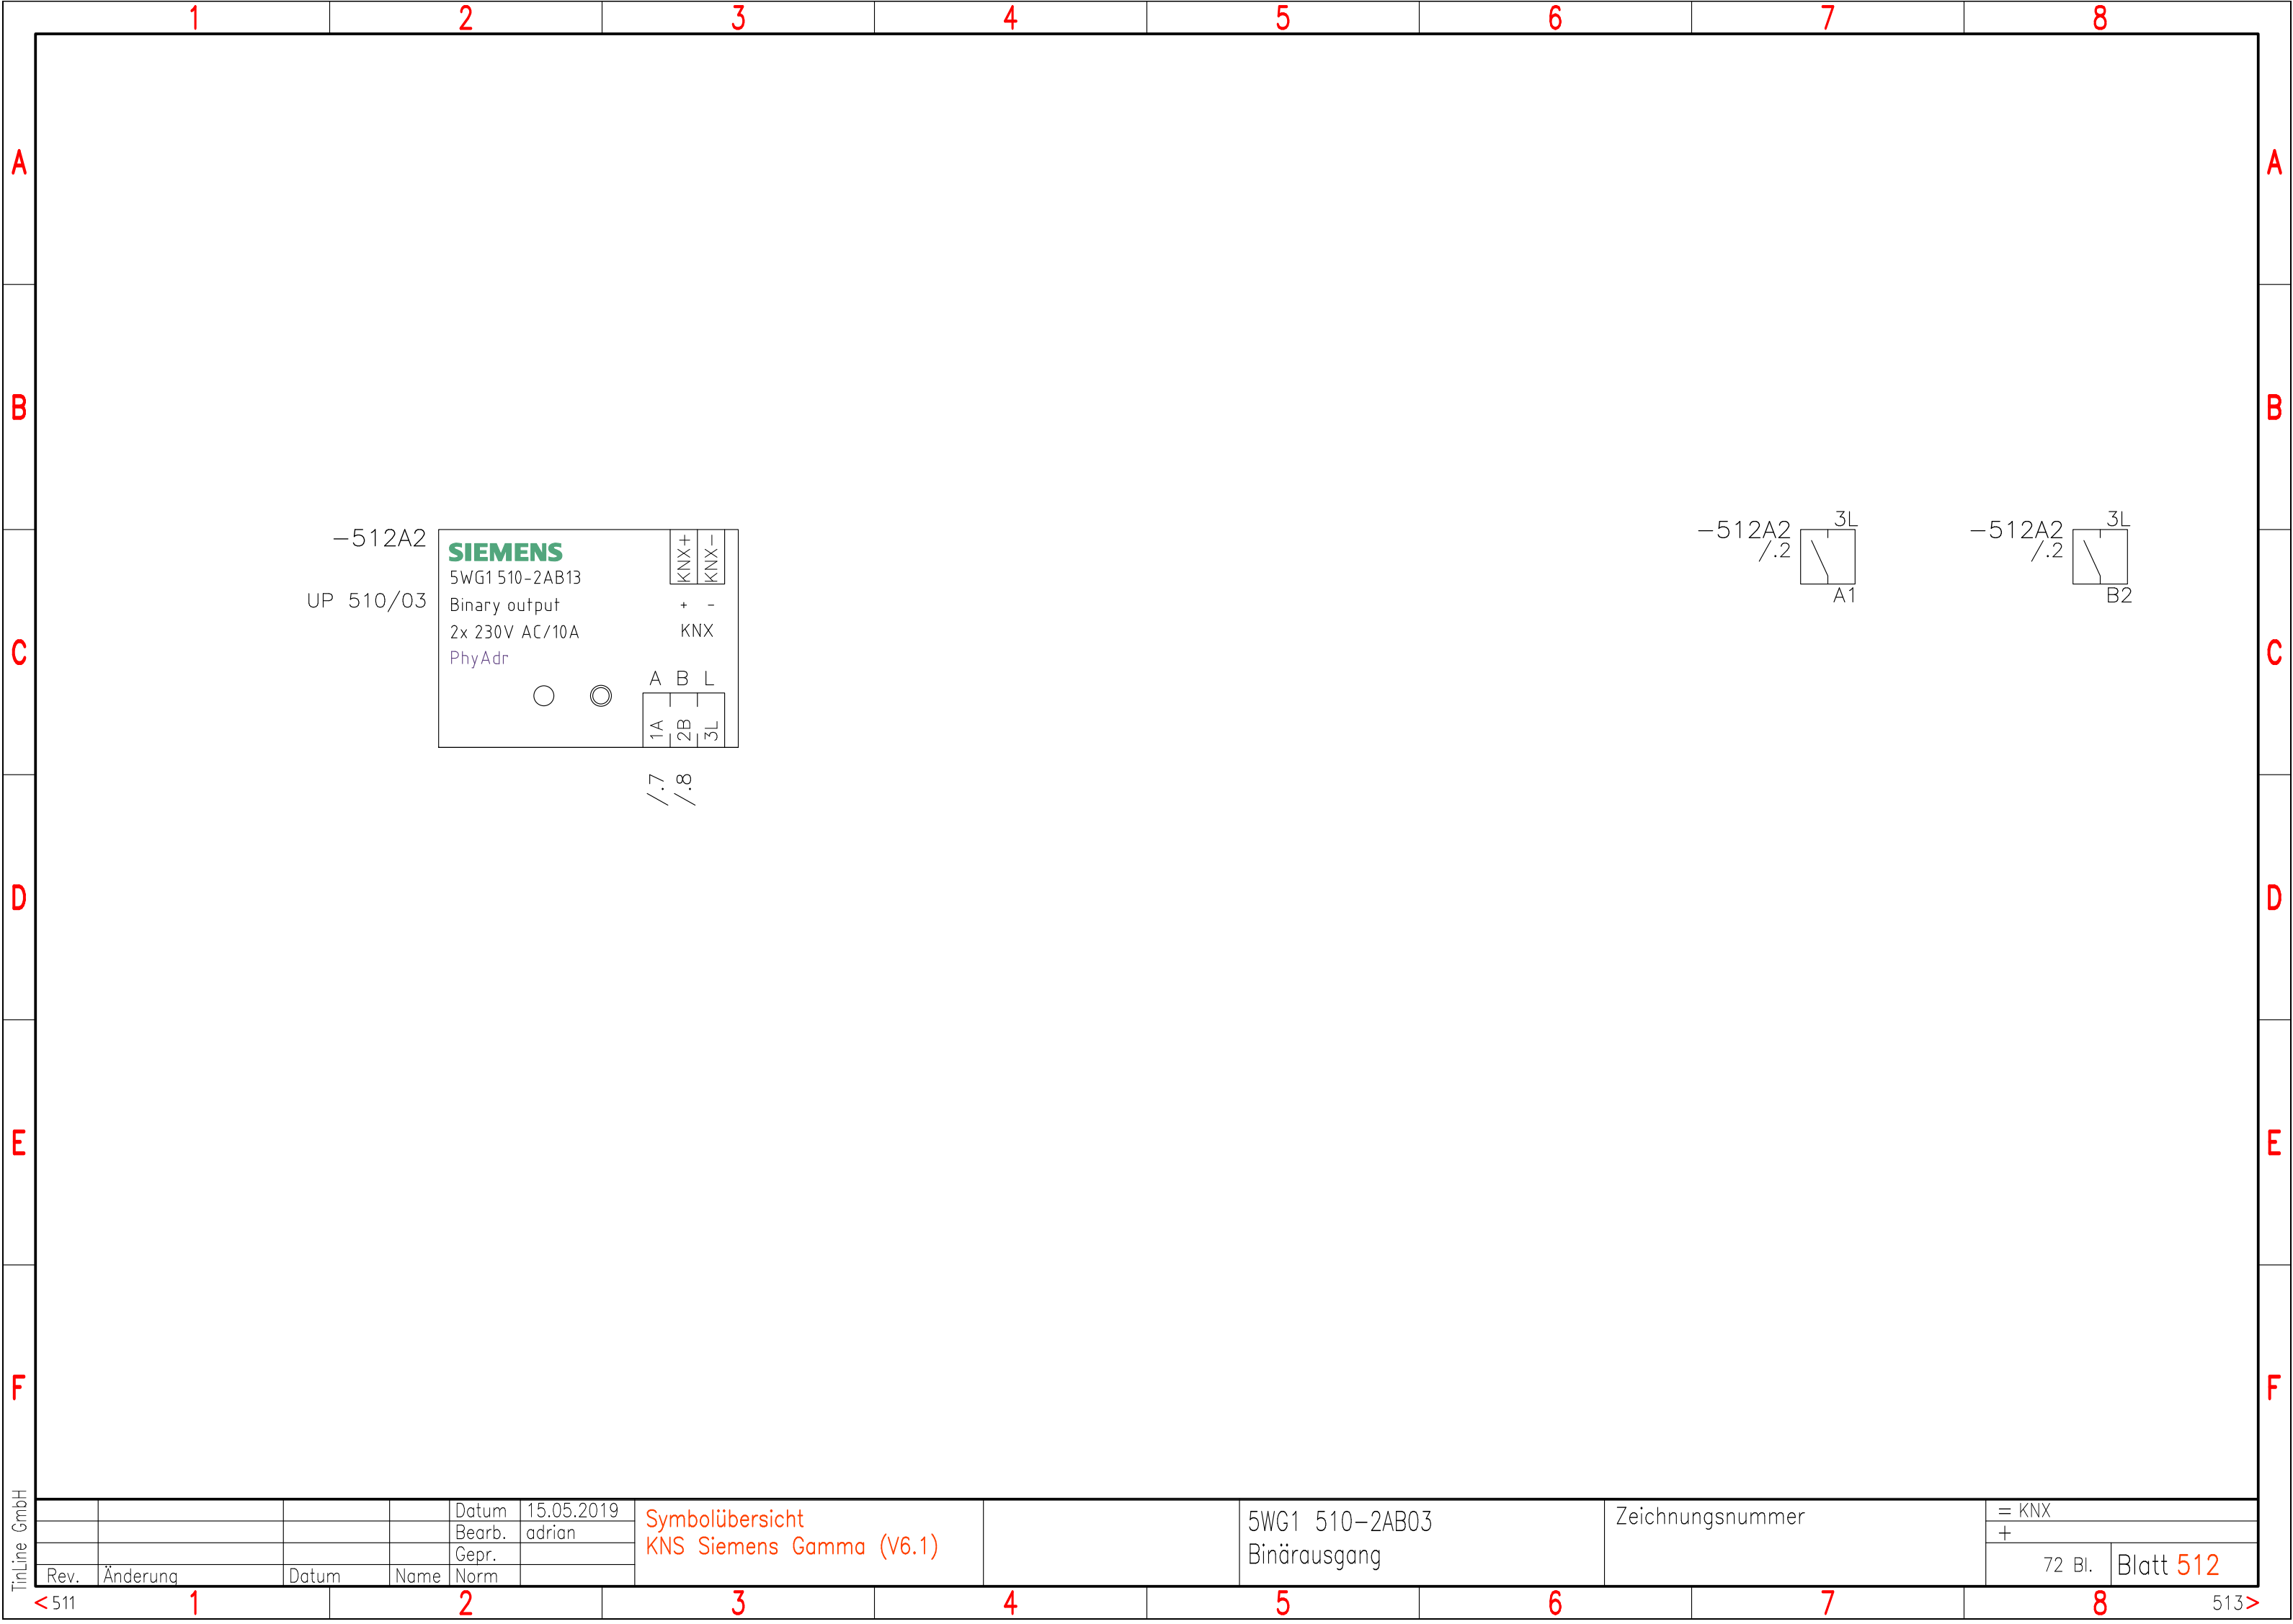 1 2 3 4 5 6 7 8
A A
B B
-512A2
SIEMENS
5WG1 510-2AB13
UP 510/03
Binary output
2x 230V AC/10A
PhyAdr
KNX+ KNX-
+ -
KNX
A B L
1A 2B 3L
/.7 /.8
-512A2
/.2
3L
A1
-512A2
/.2
3L
B2
C C
D D
E E
F F
TinLine GmbH
Datum 15.05.2019
Bearb. adrian
Gepr.
Rev. Änderung Datum Name Norm
Symbolübersicht
KNS Siemens Gamma (V6.1)
5WG1 510-2AB03
Binärausgang
Zeichnungsnummer
= KNX
+
72 Bl. Blatt 512
<511 1 2 3 4 5 6 7 8 513>